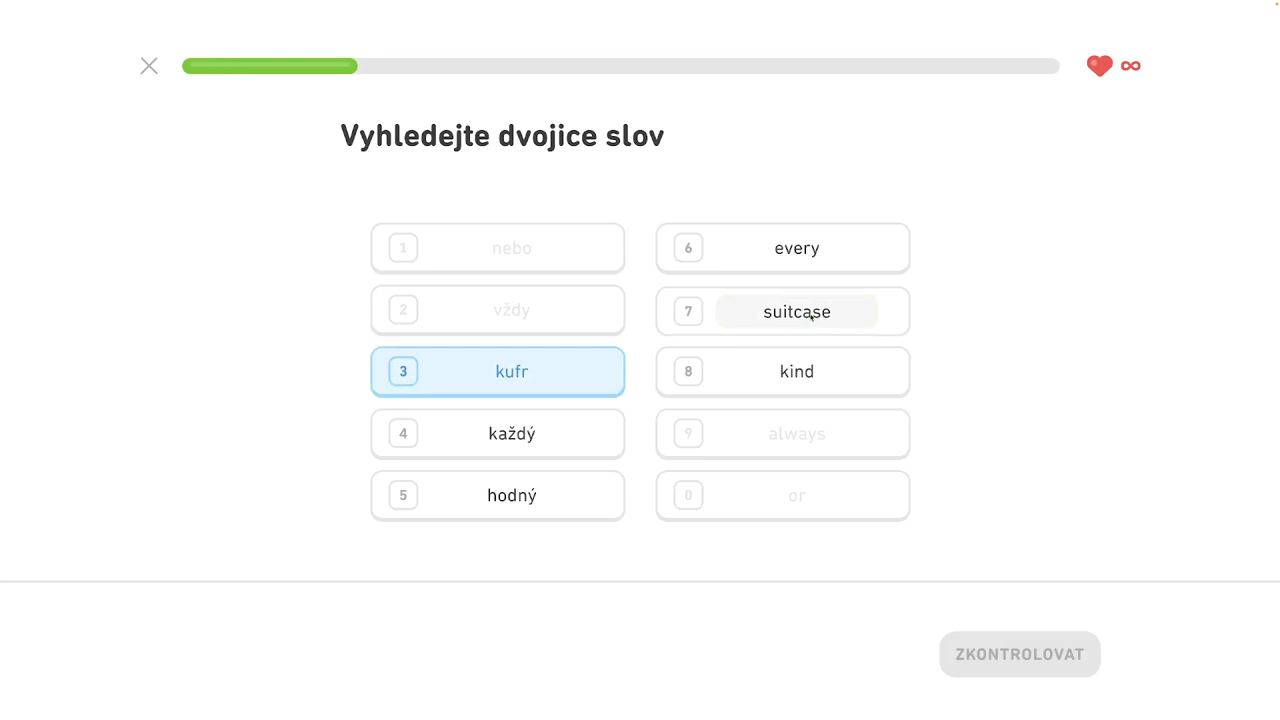 Vyhledejte dvojice slov
1 nebo
6 every
2 vždy
7 suitcase
3 kufr
8 kind
4 každý
9 always
5 hodný
0 or
ZKONTROLOVAT